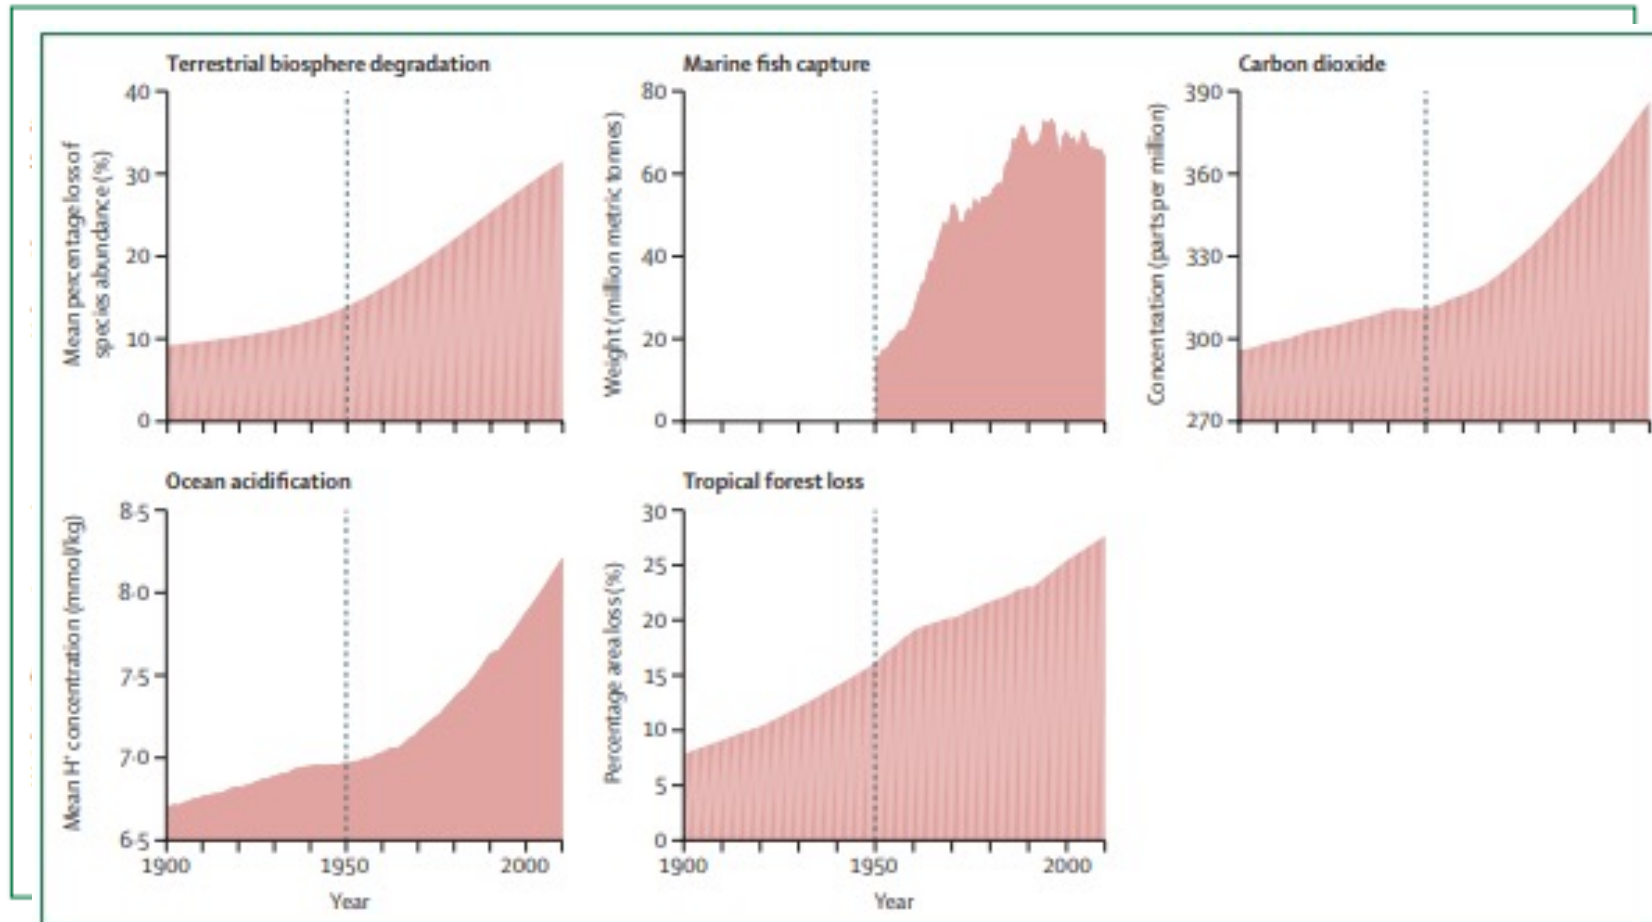 Terrestrial biosphere degradation
Mean percentage loss of
species abundance (%)
40
30
20
10
0
Marine fish capture
Weight (million metric tonnes)
80
60
40
20
0
Carbon dioxide
Concentration (parts per million)
390
360
330
300
270
Ocean acidification
Mean H⁺ concentration (mmol/kg)
8·5
8·0
7·5
7·0
6·5
1900
1950
2000
Year
Tropical forest loss
Percentage area loss (%)
30
25
20
15
10
5
0
1900
1950
2000
Year